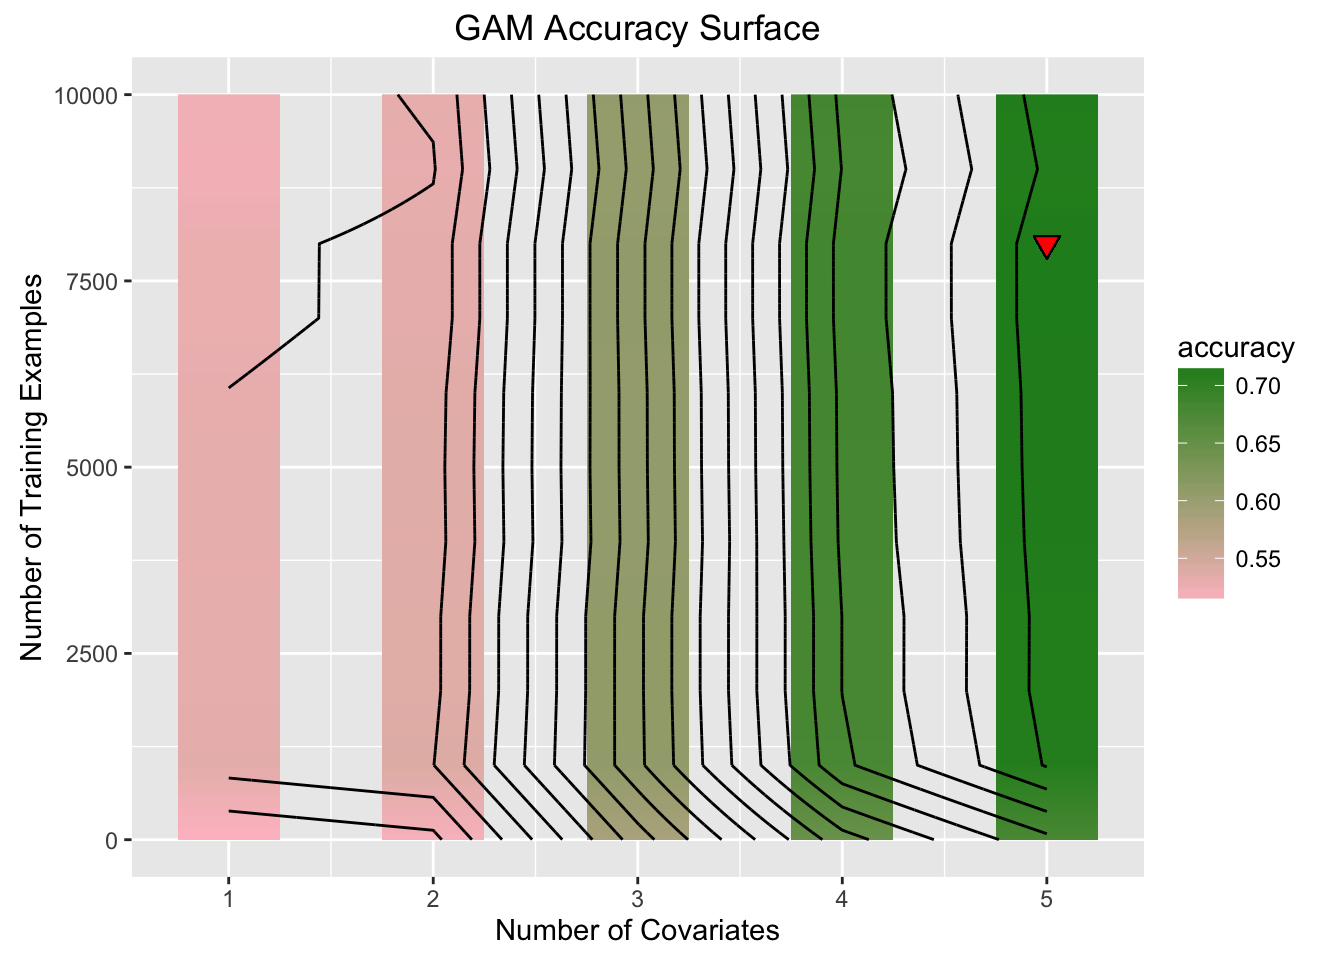 GAM Accuracy Surface
Number of Training Examples
10000
7500
5000
2500
0
1 2 3 4 5
Number of Covariates
accuracy
0.70
0.65
0.60
0.55